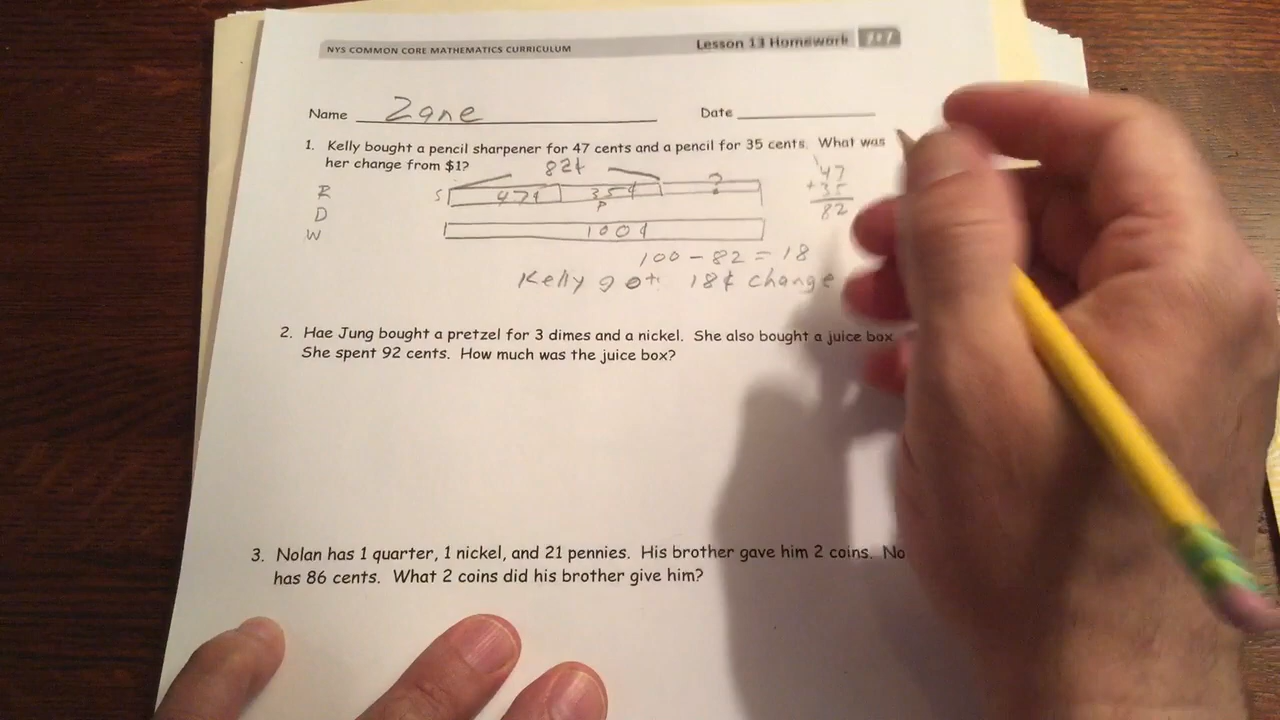 NYS COMMON CORE MATHEMATICS CURRICULUM Lesson 13 Homework
Name Zane Date
1. Kelly bought a pencil sharpener for 47 cents and a pencil for 35 cents. What was
her change from $1?
82¢
R
D
W
S 47¢ 35¢ ?
P
100¢
47
+35
82
100 - 82 = 18
Kelly got 18¢ change
2. Hae Jung bought a pretzel for 3 dimes and a nickel. She also bought a juice box
She spent 92 cents. How much was the juice box?
3. Nolan has 1 quarter, 1 nickel, and 21 pennies. His brother gave him 2 coins. No
has 86 cents. What 2 coins did his brother give him?